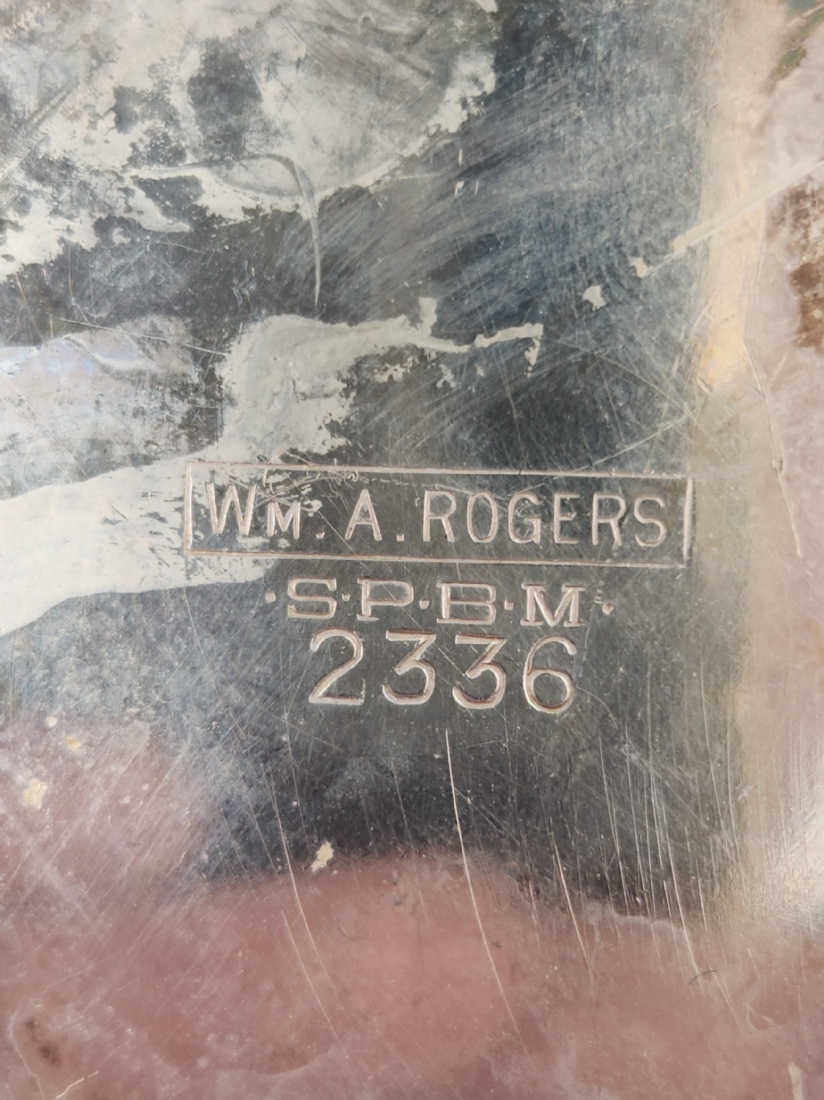 WM. A. ROGERS
·S·P·B·M·
2336